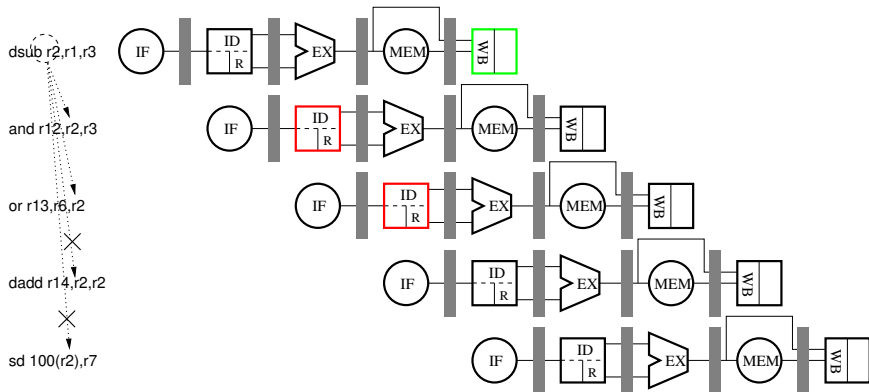 dsub r2,r1,r3 IF ID R EX MEM WB
and r12,r2,r3 IF ID R EX MEM WB
or r13,r6,r2 IF ID R EX MEM WB
dadd r14,r2,r2 IF ID R EX MEM WB
sd 100(r2),r7 IF ID R EX MEM WB